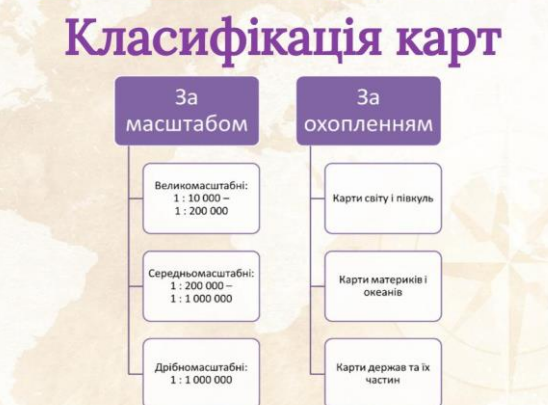 Класифікація карт
За
масштабом
Великомасштабні:
1 : 10 000 –
1 : 200 000
Середньомасштабні:
1 : 200 000 –
1 : 1 000 000
Дрібномасштабні:
1 : 1 000 000
За
охопленням
Карти світу і півкуль
Карти материків і
океанів
Карти держав та їх
частин